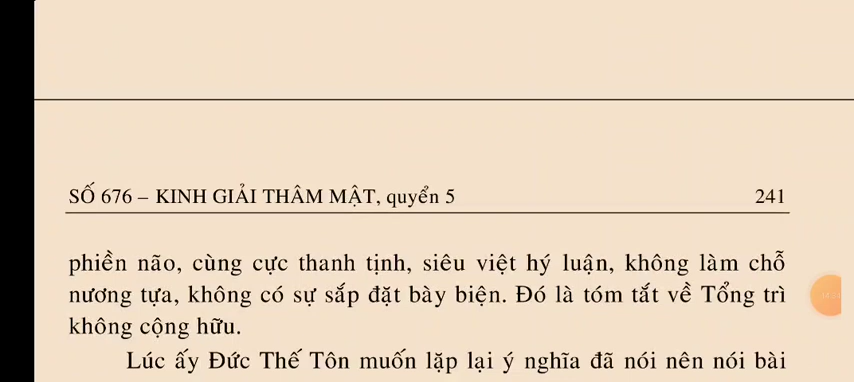 SỐ 676 – KINH GIẢI THÂM MẬT, quyển 5 241
phiền não, cùng cực thanh tịnh, siêu việt hý luận, không làm chỗ
nương tựa, không có sự sắp đặt bày biện. Đó là tóm tắt về Tổng trì
không cộng hữu.
Lúc ấy Đức Thế Tôn muốn lặp lại ý nghĩa đã nói nên nói bài